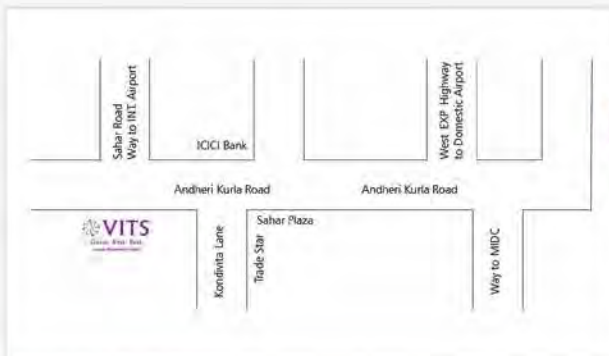 Sahar Road
Way to INT. Airport
West EXP Highway
to Domestic Airport
ICICI Bank
Andheri Kurla Road
Andheri Kurla Road
VITS
Sahar Plaza
Kondivita Lane
Trade Star
Way to MIDC